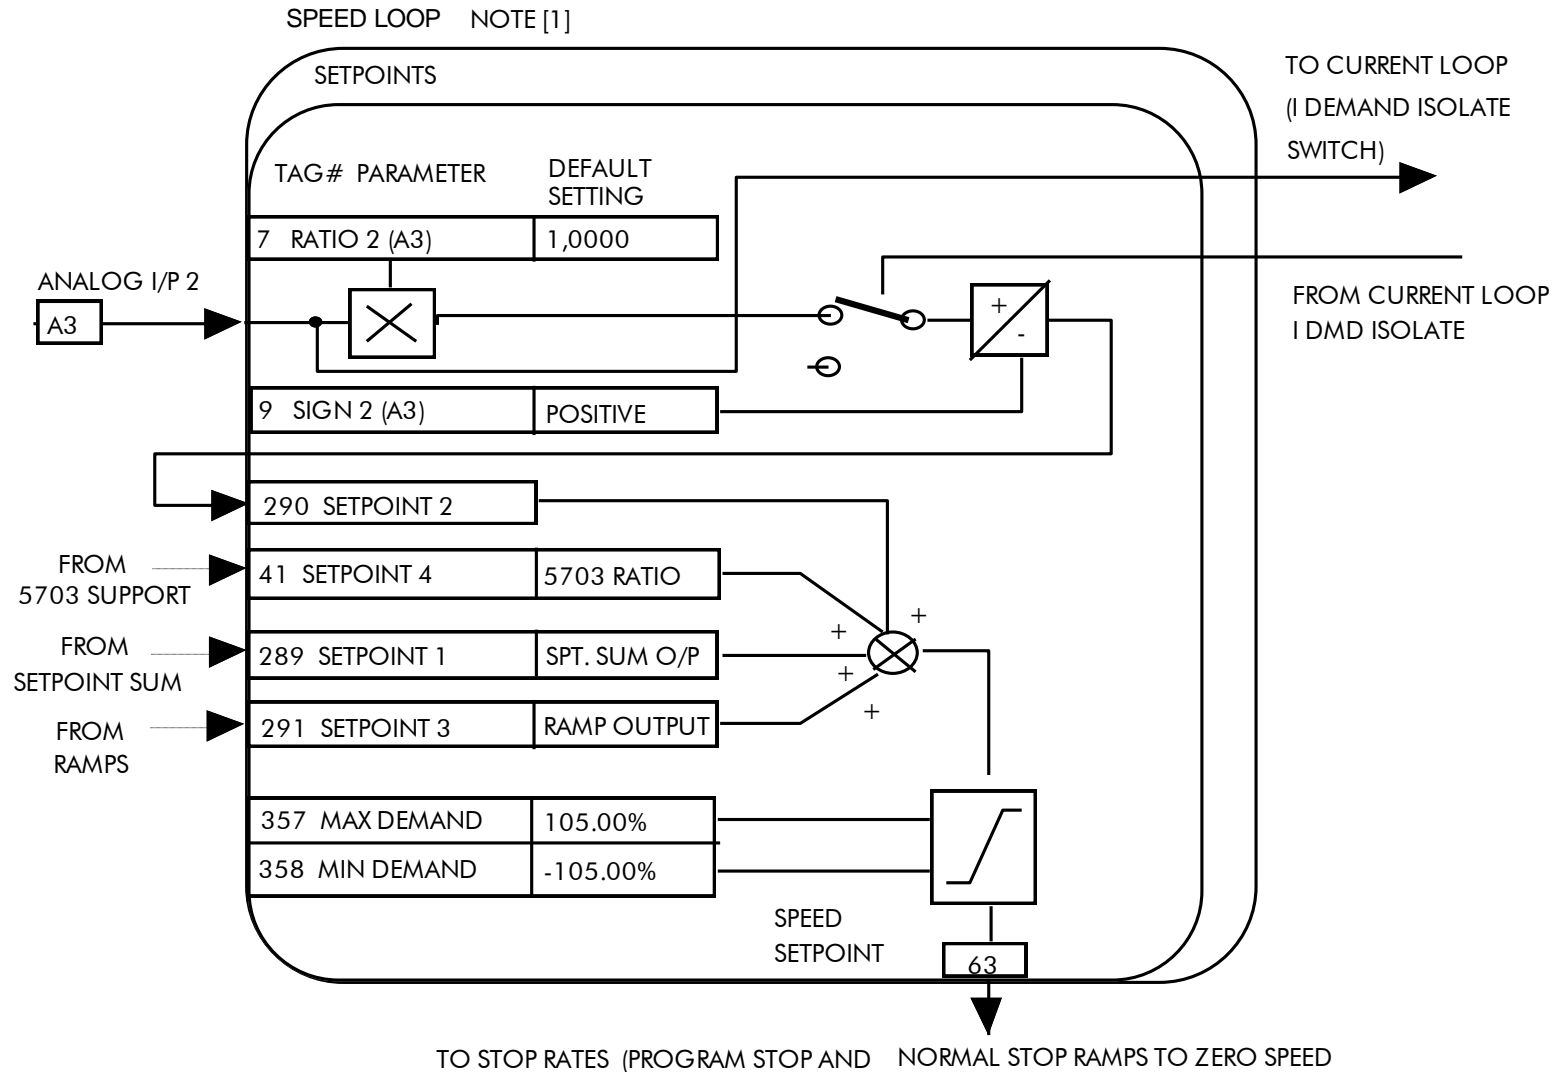 SPEED LOOP NOTE [1]
SETPOINTS
TO CURRENT LOOP
(I DEMAND ISOLATE
SWITCH)
TAG# PARAMETER
DEFAULT
SETTING
7 RATIO 2 (A3) 1,0000
ANALOG I/P 2
A3
FROM CURRENT LOOP
I DMD ISOLATE
+
-
9 SIGN 2 (A3) POSITIVE
290 SETPOINT 2
FROM
5703 SUPPORT
41 SETPOINT 4 5703 RATIO
+
+
FROM
SETPOINT SUM
289 SETPOINT 1 SPT. SUM O/P
+
+
FROM
RAMPS
291 SETPOINT 3 RAMP OUTPUT
357 MAX DEMAND 105.00%
358 MIN DEMAND -105.00%
SPEED
SETPOINT
63
TO STOP RATES (PROGRAM STOP AND NORMAL STOP RAMPS TO ZERO SPEED